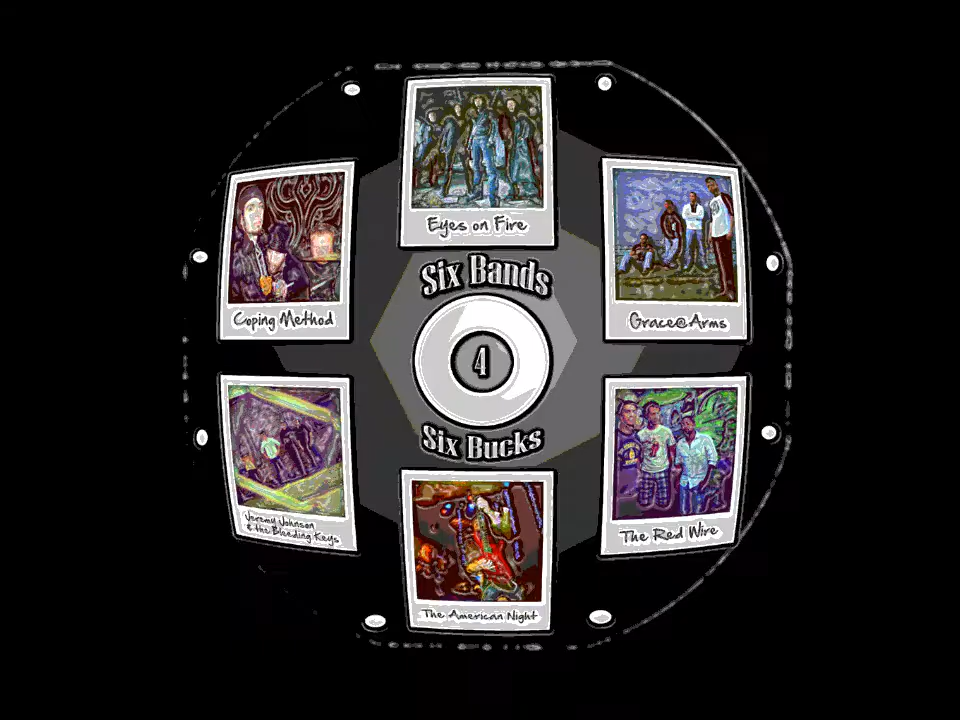 Eyes on Fire
Coping Method
Grace@Arms
Six Bands
4
Six Bucks
Jeremy Johnson
& the Bleeding Keys
The Red Wire
The American Night